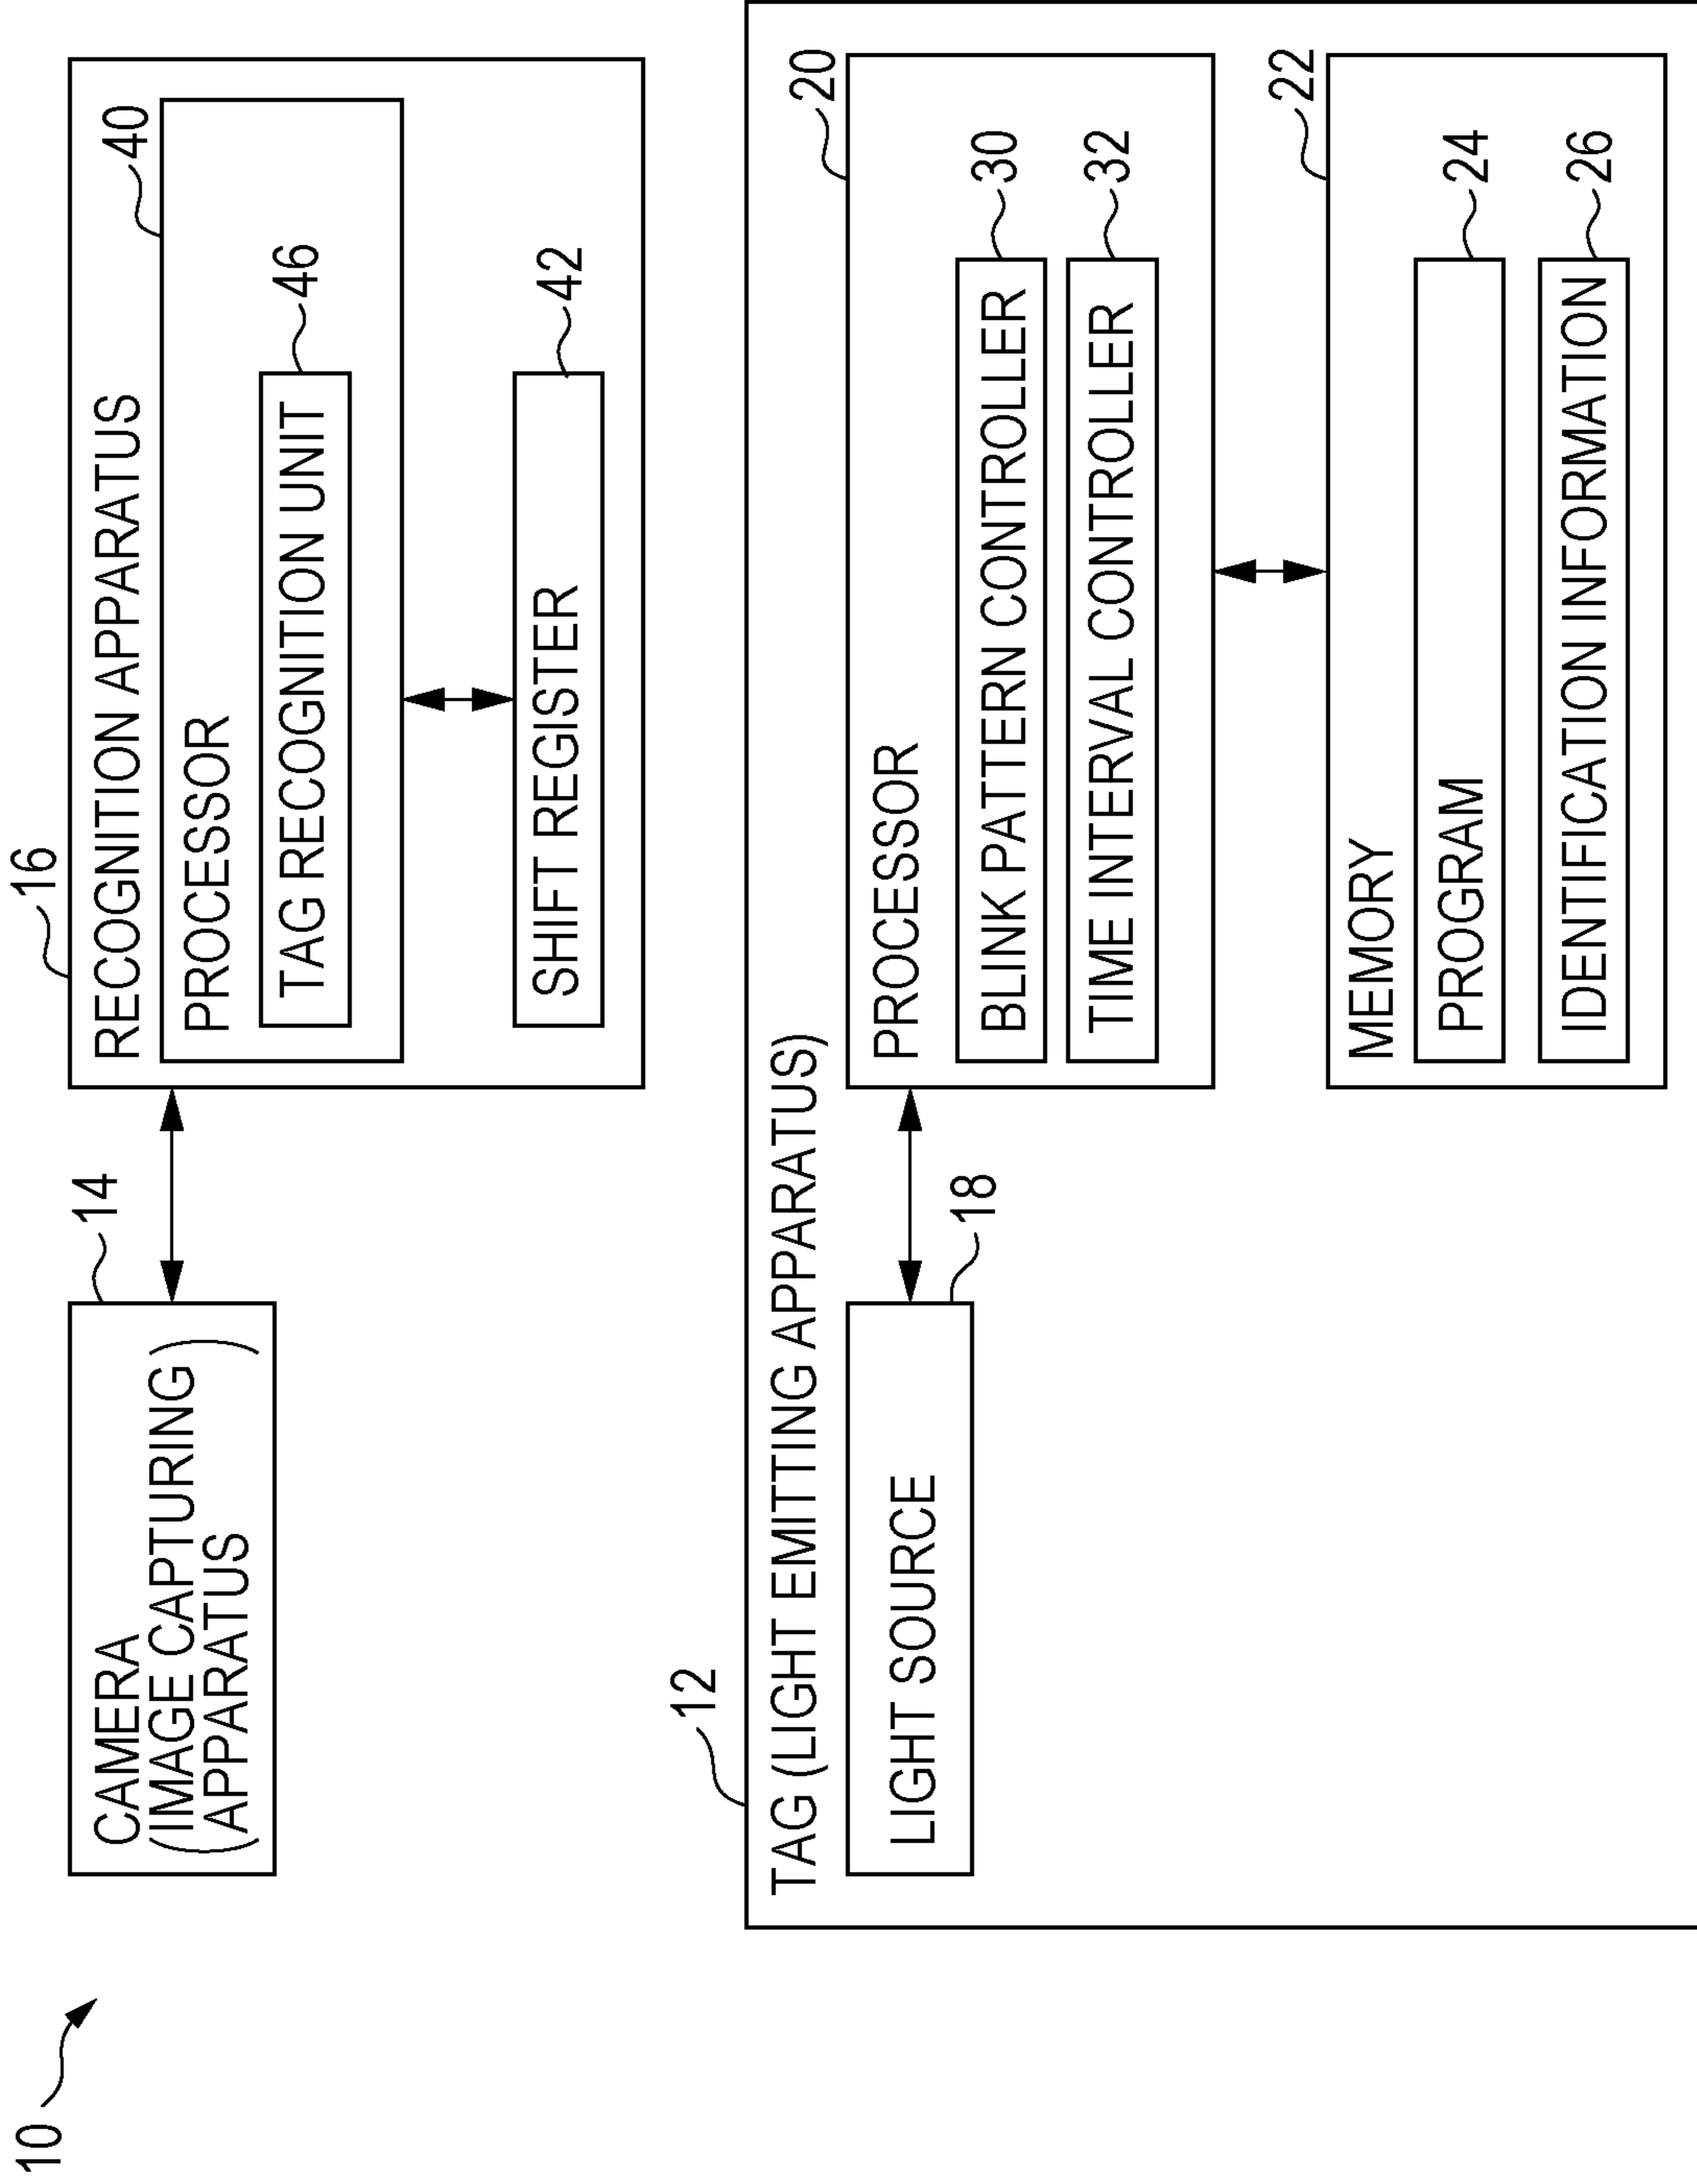 10
14
CAMERA
(IMAGE CAPTURING
APPARATUS)
16
RECOGNITION APPARATUS
40
PROCESSOR
46
TAG RECOGNITION UNIT
42
SHIFT REGISTER
12
TAG (LIGHT EMITTING APPARATUS)
18
LIGHT SOURCE
20
PROCESSOR
30
BLINK PATTERN CONTROLLER
32
TIME INTERVAL CONTROLLER
22
MEMORY
24
PROGRAM
26
IDENTIFICATION INFORMATION